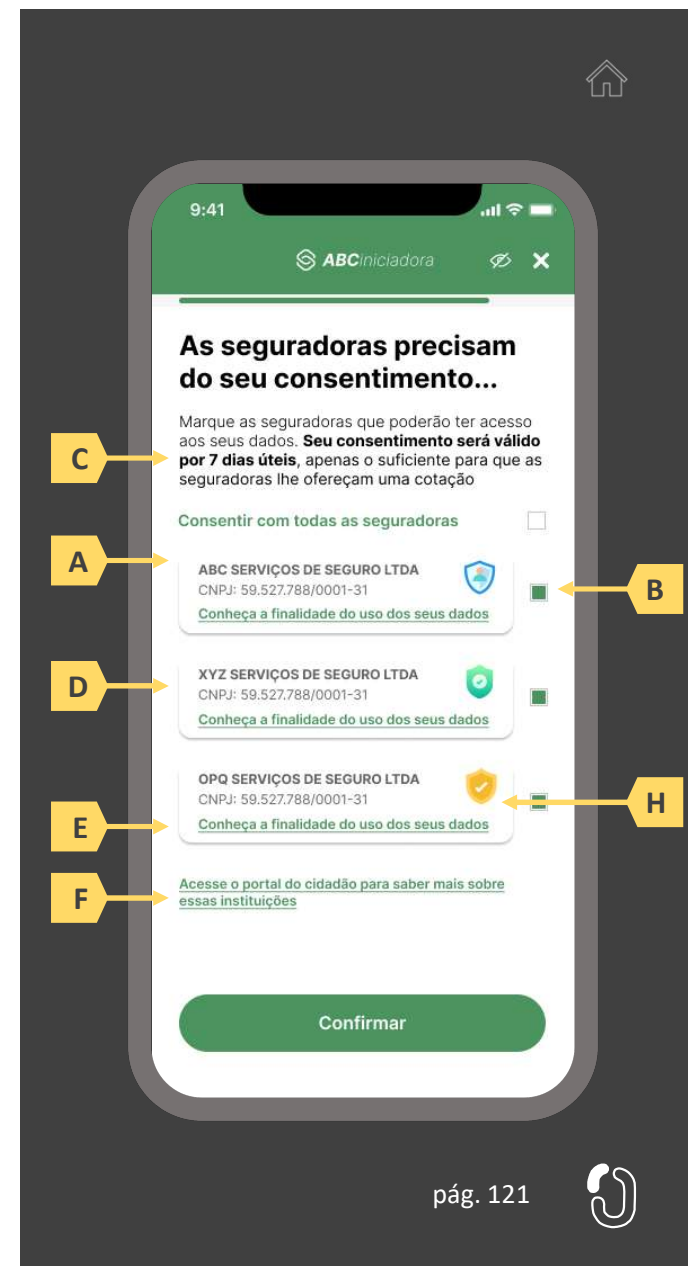 9:41
ABCIniciadora
As seguradoras precisam
do seu consentimento...
Marque as seguradoras que poderão ter acesso
aos seus dados. Seu consentimento será válido
por 7 dias úteis, apenas o suficiente para que as
seguradoras lhe ofereçam uma cotação
C
Consentir com todas as seguradoras
A
ABC SERVIÇOS DE SEGURO LTDA
CNPJ: 59.527.788/0001-31
Conheça a finalidade do uso dos seus dados
B
D
XYZ SERVIÇOS DE SEGURO LTDA
CNPJ: 59.527.788/0001-31
Conheça a finalidade do uso dos seus dados
OPQ SERVIÇOS DE SEGURO LTDA
CNPJ: 59.527.788/0001-31
H
E
Conheça a finalidade do uso dos seus dados
F
Acesse o portal do cidadão para saber mais sobre
essas instituições
Confirmar
pág. 121